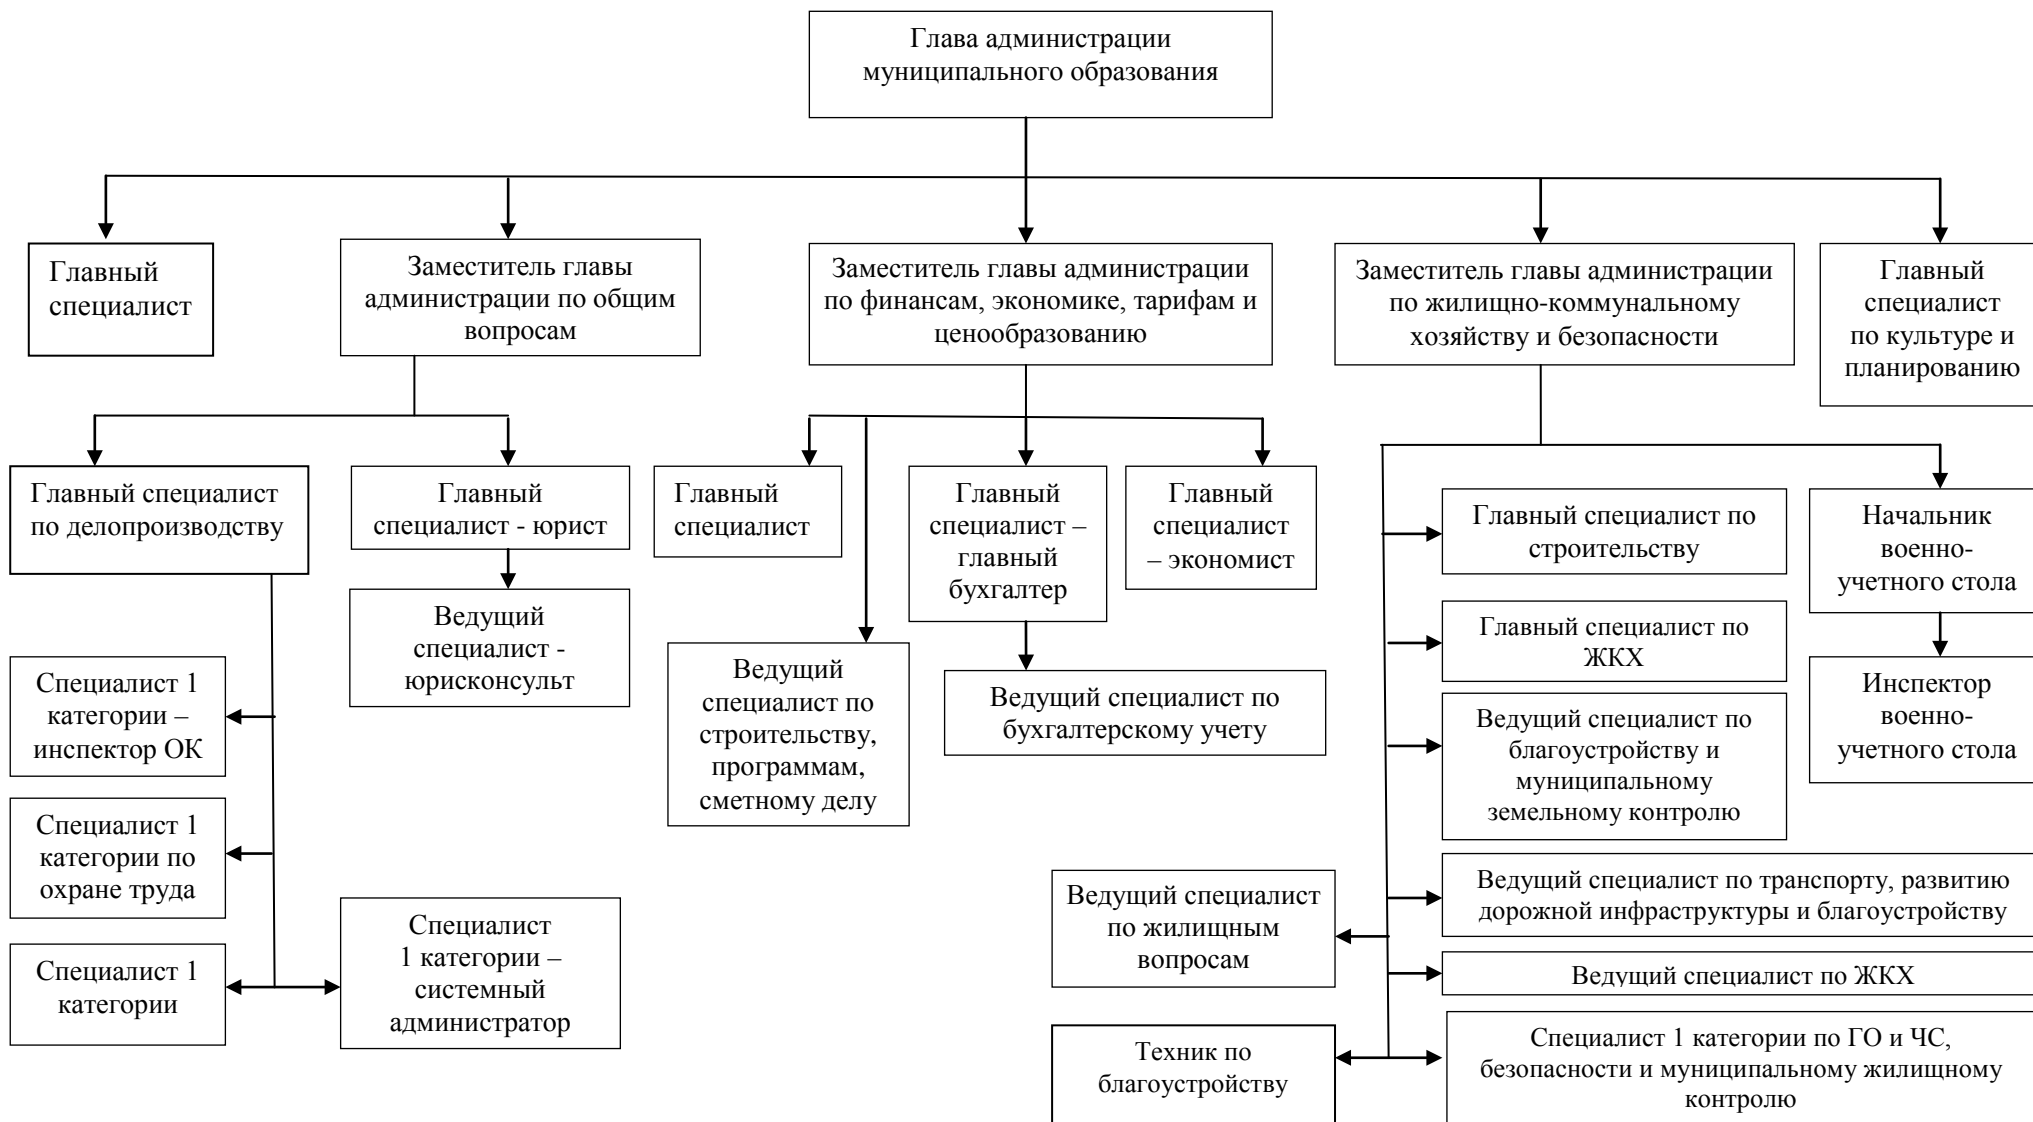 Глава администрации
муниципального образования
Главный
специалист
Заместитель главы
администрации по общим
вопросам
Заместитель главы администрации
по финансам, экономике, тарифам и
ценообразованию
Заместитель главы администрации
по жилищно-коммунальному
хозяйству и безопасности
Главный
специалист
по культуре и
планированию
Главный специалист
по делопроизводству
Главный
специалист - юрист
Главный
специалист
Главный
специалист –
главный
бухгалтер
Главный
специалист
– экономист
Главный специалист по
строительству
Начальник
военно-
учетного стола
Ведущий
специалист -
юрисконсульт
Главный специалист по
ЖКХ
Специалист 1
категории –
инспектор ОК
Ведущий
специалист по
строительству,
программам,
сметному делу
Ведущий специалист по
бухгалтерскому учету
Ведущий специалист по
благоустройству и
муниципальному
земельному контролю
Инспектор
военно-
учетного стола
Специалист 1
категории по
охране труда
Ведущий специалист
по жилищным
вопросам
Ведущий специалист по транспорту, развитию
дорожной инфраструктуры и благоустройству
Специалист 1
категории
Специалист
1 категории –
системный
администратор
Ведущий специалист по ЖКХ
Техник по
благоустройству
Специалист 1 категории по ГО и ЧС,
безопасности и муниципальному жилищному
контролю